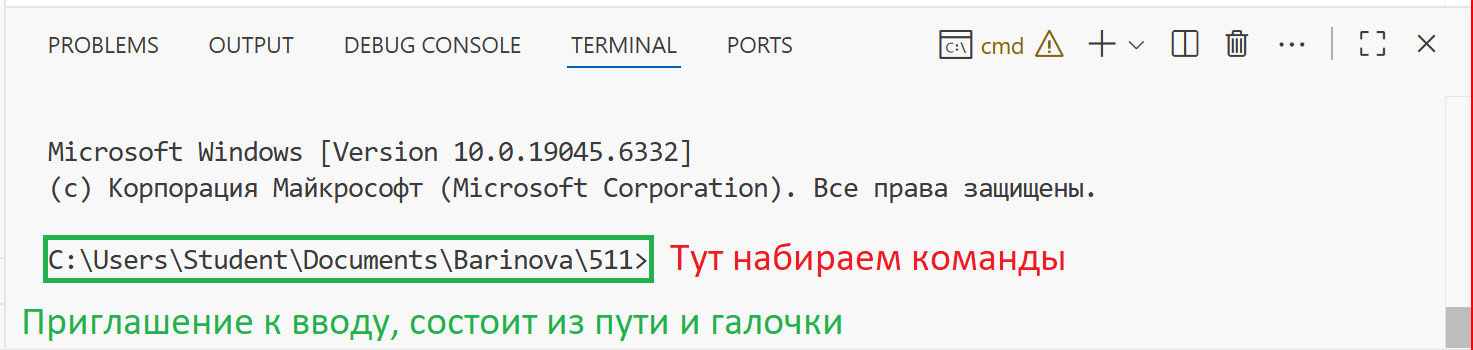 PROBLEMS OUTPUT DEBUG CONSOLE TERMINAL PORTS C:\ cmd
Microsoft Windows [Version 10.0.19045.6332]
(c) Корпорация Майкрософт (Microsoft Corporation). Все права защищены.
C:\Users\Student\Documents\Barinova\511> Тут набираем команды
Приглашение к вводу, состоит из пути и галочки